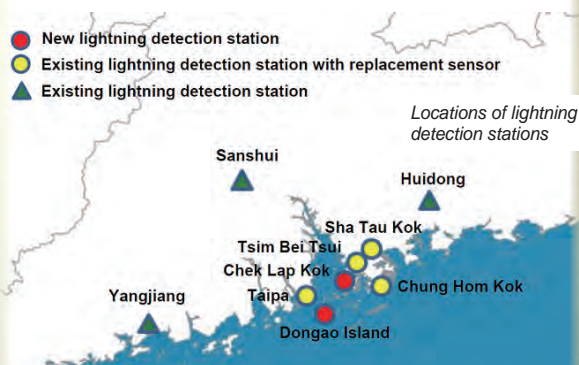 New lightning detection station
Existing lightning detection station with replacement sensor
Existing lightning detection station
Locations of lightning
detection stations
Sanshui
Huidong
Sha Tau Kok
Tsim Bei Tsui
Chek Lap Kok
Chung Hom Kok
Taipa
Yangjiang
Dongao Island